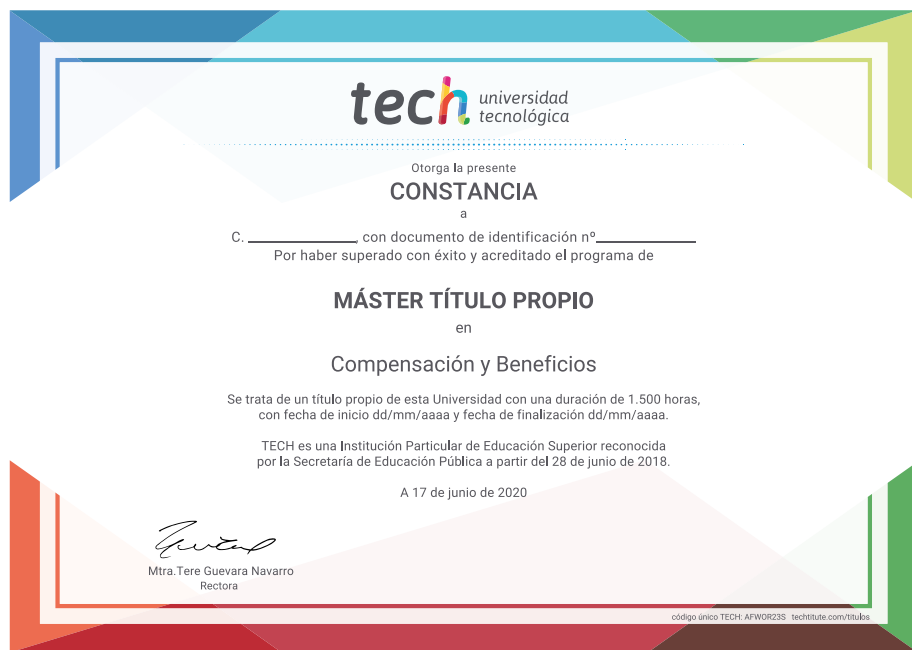 tech universidad
tecnológica
Otorga la presente
CONSTANCIA
a
C. ____________, con documento de identificación nº____________
Por haber superado con éxito y acreditado el programa de
MÁSTER TÍTULO PROPIO
en
Compensación y Beneficios
Se trata de un título propio de esta Universidad con una duración de 1.500 horas,
con fecha de inicio dd/mm/aaaa y fecha de finalización dd/mm/aaaa.
TECH es una Institución Particular de Educación Superior reconocida
por la Secretaría de Educación Pública a partir del 28 de junio de 2018.
A 17 de junio de 2020
Mtra.Tere Guevara Navarro
Rectora
código único TECH: AFWOR23S techtitute.com/titulos